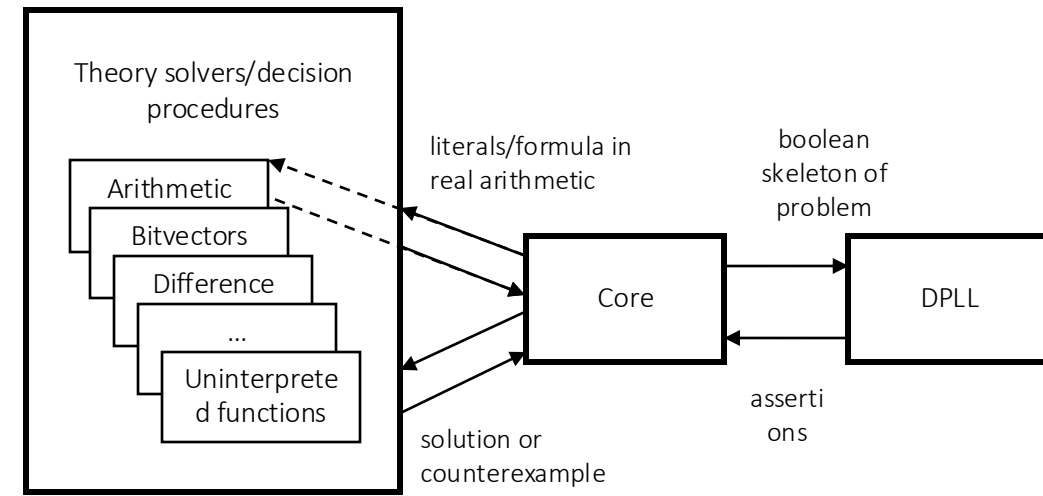 Theory solvers/decision
procedures
Arithmetic
Bitvectors
Difference
...
Uninterprete
d functions
literals/formula in
real arithmetic
solution or
counterexample
Core
boolean
skeleton of
problem
DPLL
asserti
ons